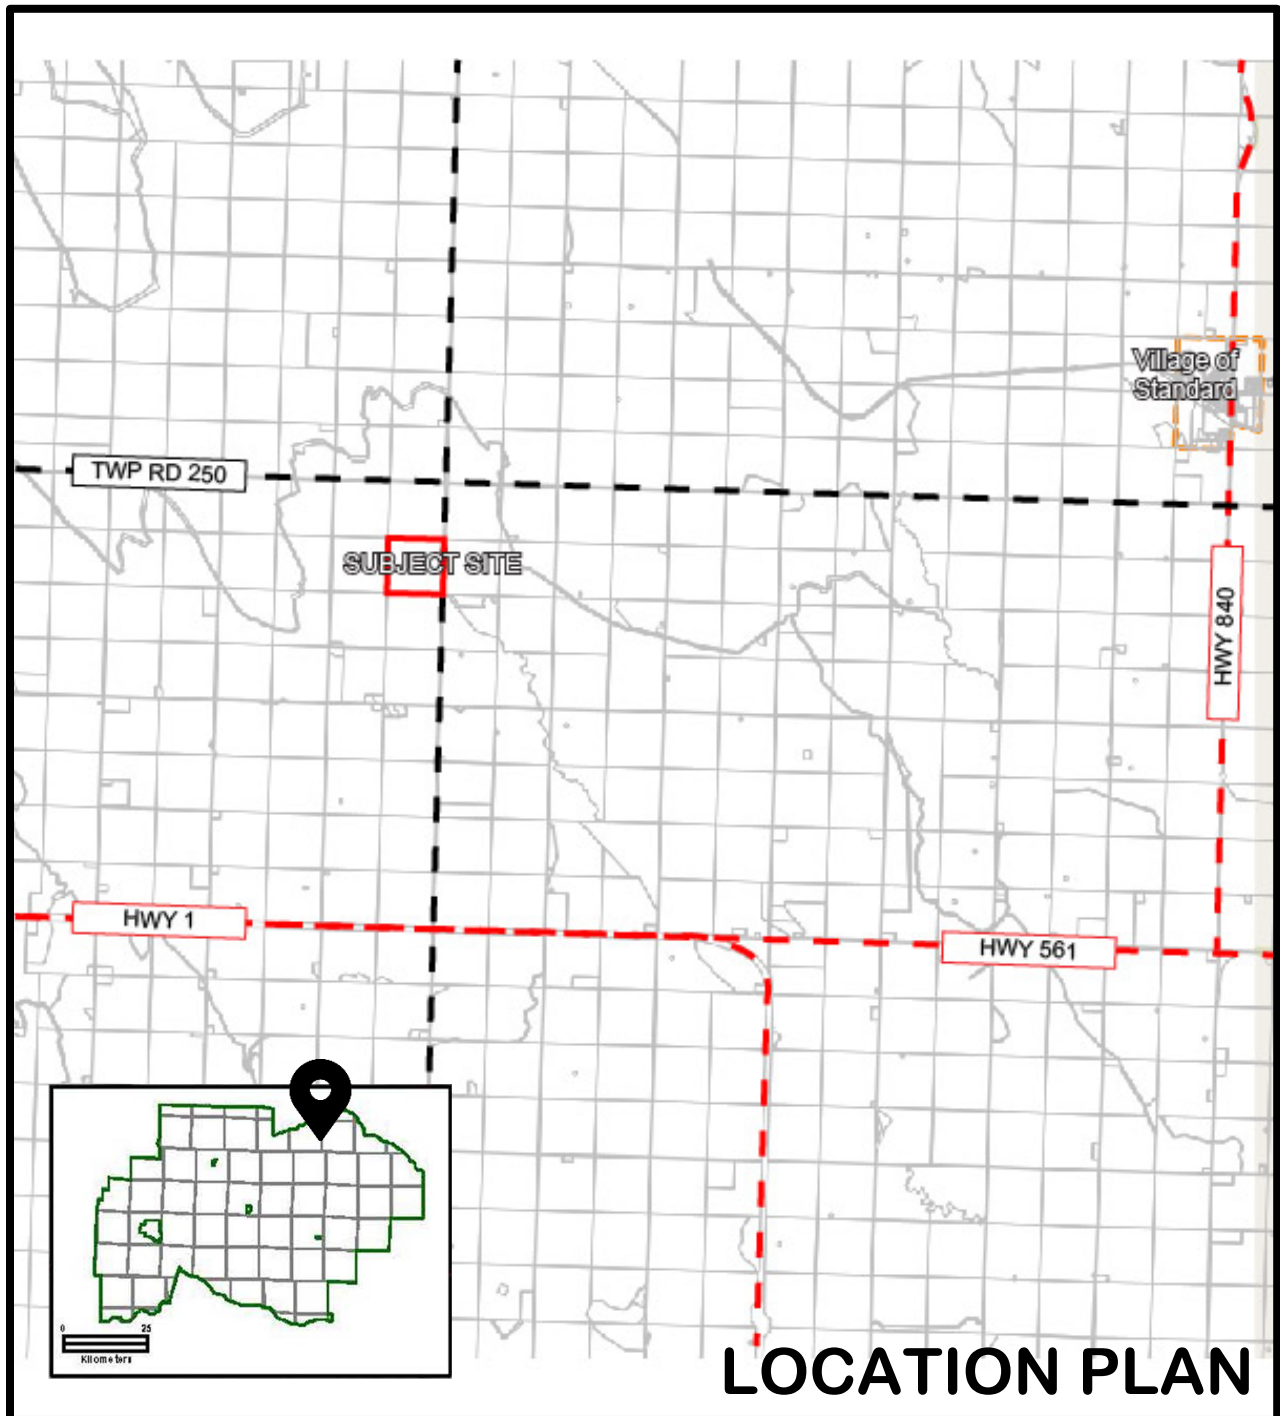 Village of
Standard
TWP RD 250
SUBJECT SITE
HWY 840
HWY 1
HWY 561
0 25
Kilometers
LOCATION PLAN